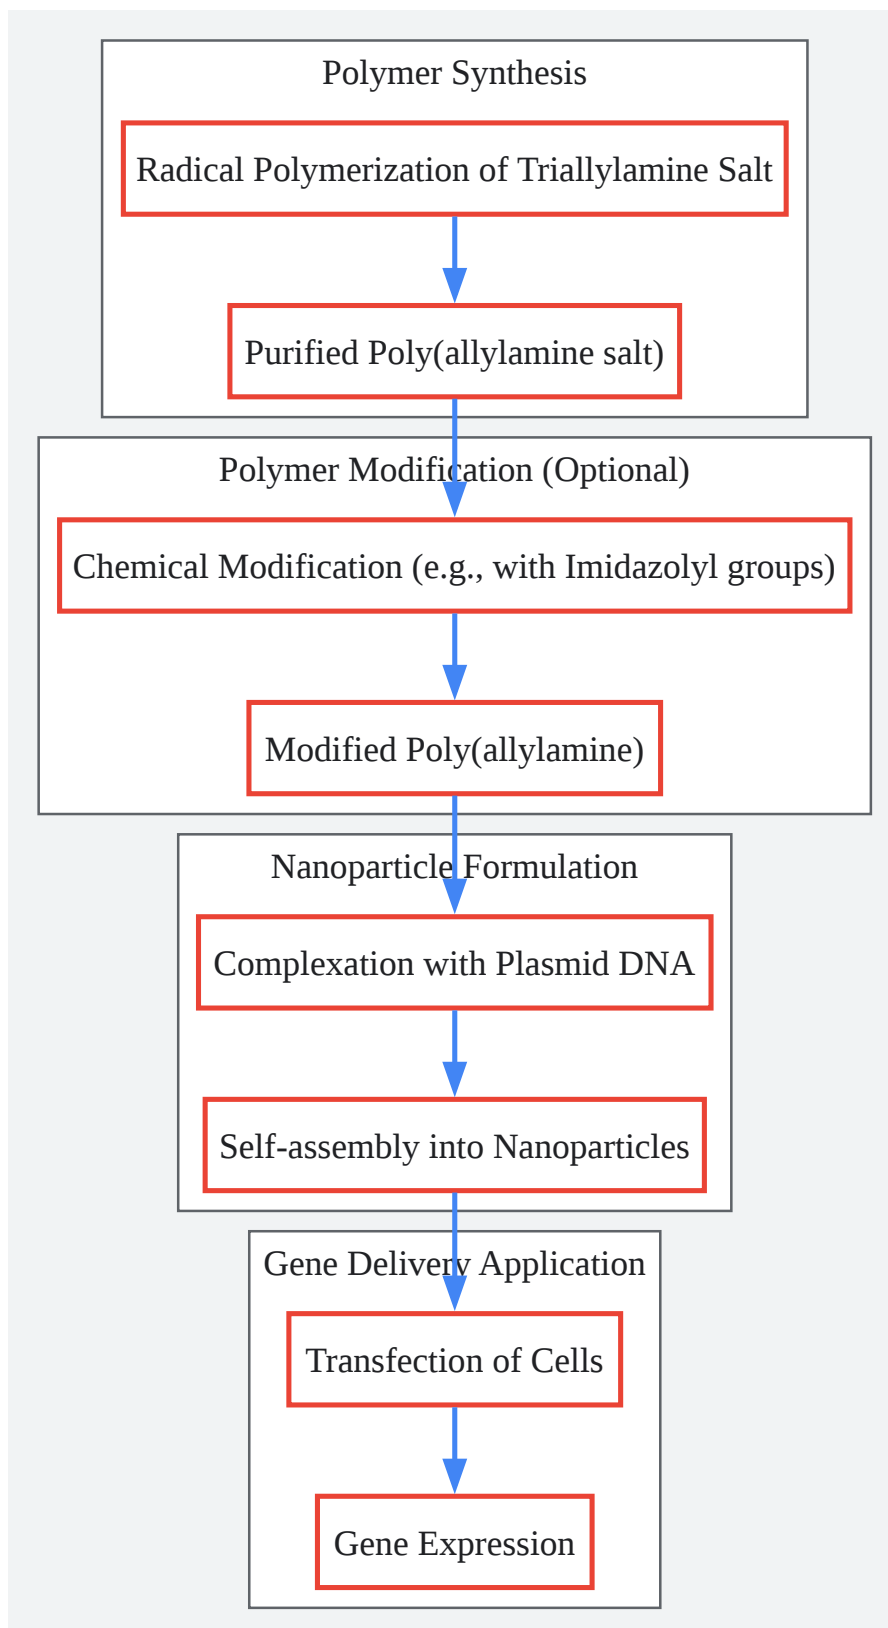 Polymer Synthesis
Radical Polymerization of Triallylamine Salt
Purified Poly(allylamine salt)
Polymer Modification (Optional)
Chemical Modification (e.g., with Imidazolyl groups)
Modified Poly(allylamine)
Nanoparticle Formulation
Complexation with Plasmid DNA
Self-assembly into Nanoparticles
Gene Delivery Application
Transfection of Cells
Gene Expression